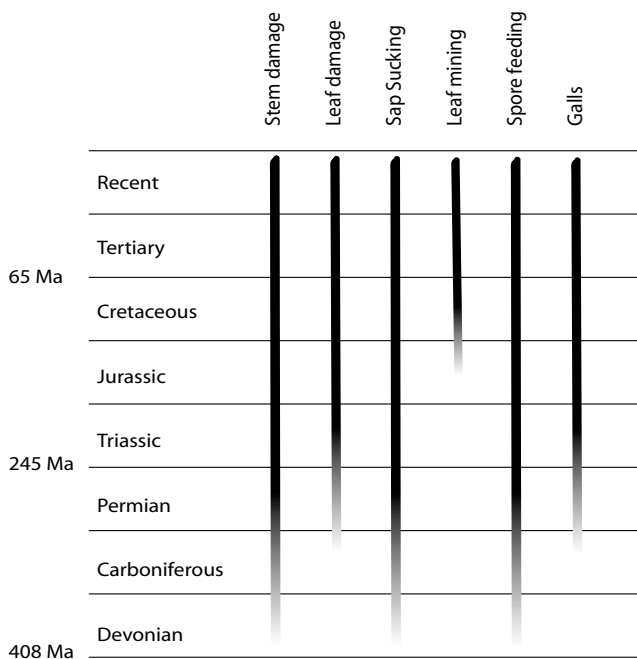 Stem damage
Leaf damage
Sap Sucking
Leaf mining
Spore feeding
Galls
Recent
Tertiary
65 Ma
Cretaceous
Jurassic
Triassic
245 Ma
Permian
Carboniferous
Devonian
408 Ma